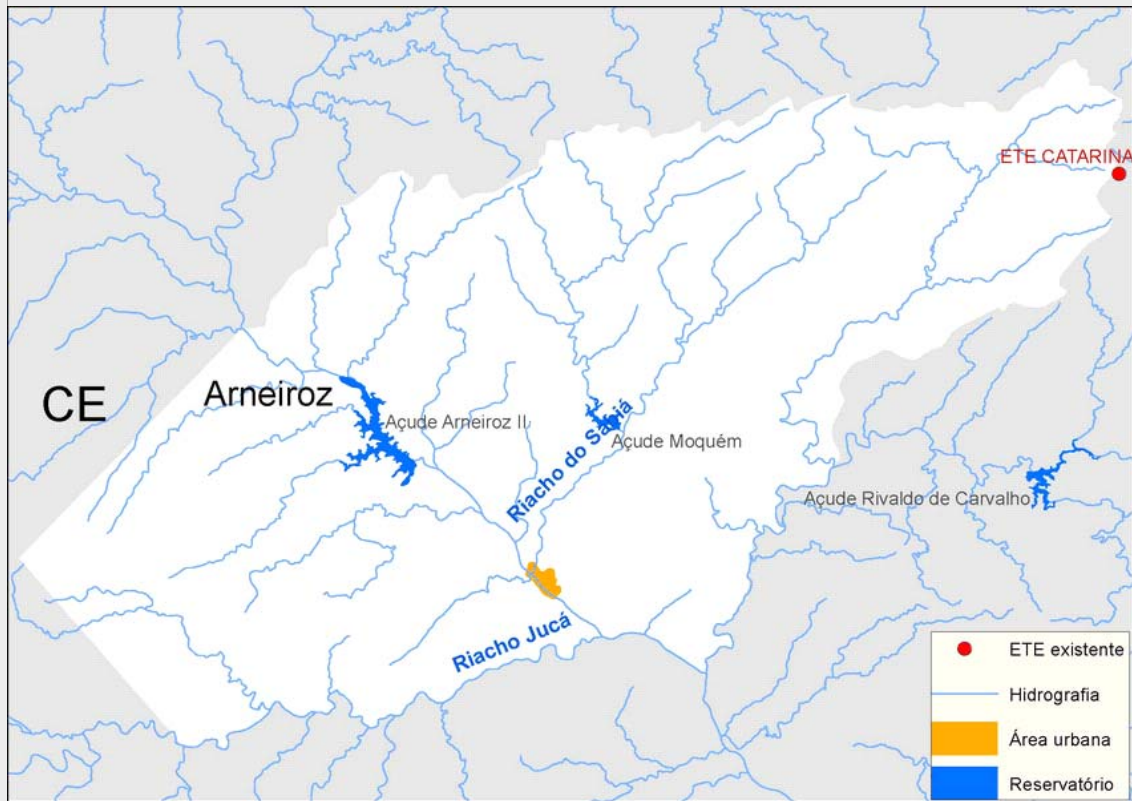 ETE CATARINA
CE
Arneiroz
Açude Arneiroz II
Riacho do Sabiá
Açude Moquém
Açude Rivaldo de Carvalho
Riacho Jucá
ETE existente
Hidrografia
Área urbana
Reservatório